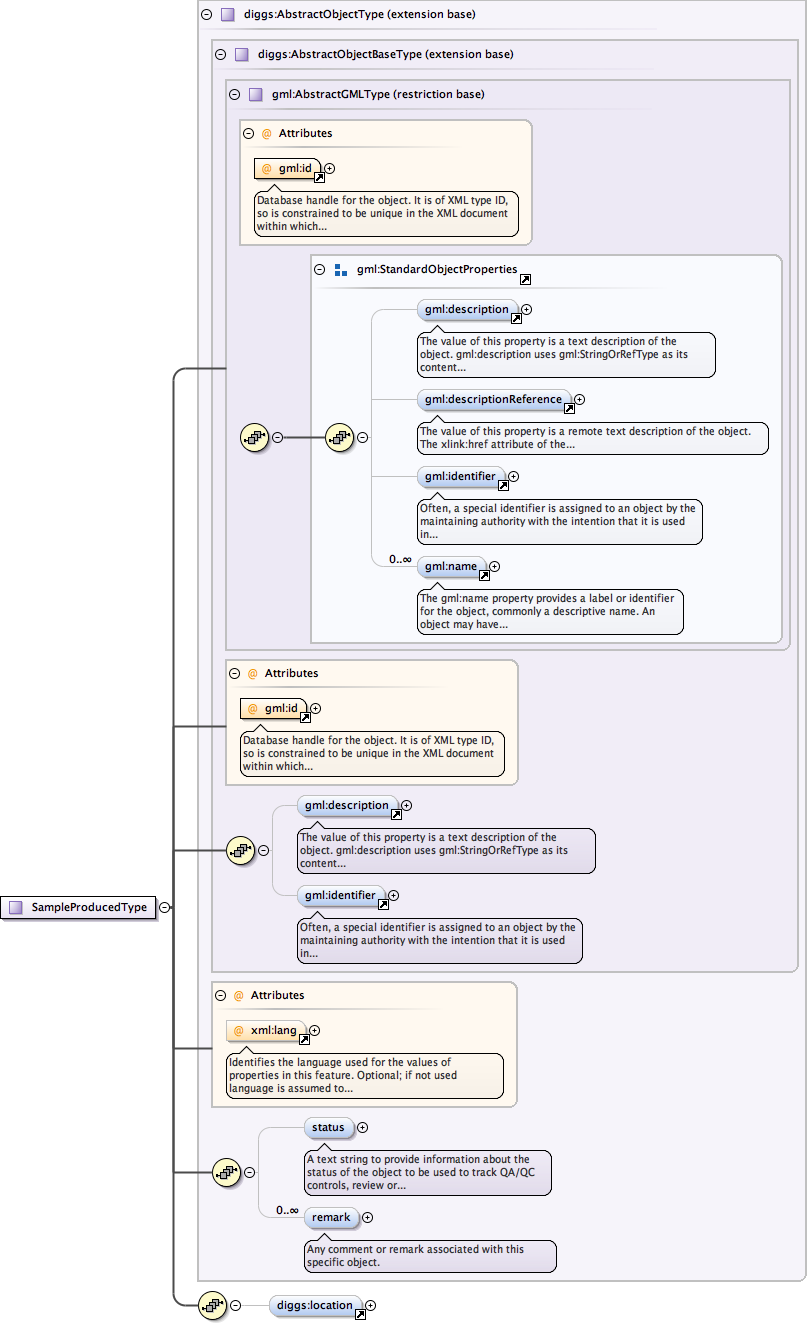 diggs:AbstractObjectType (extension base)
diggs:AbstractObjectBaseType (extension base)
gml:AbstractGMLType (restriction base)
@ Attributes
@ gml:id
Database handle for the object. It is of XML type ID,
so is constrained to be unique in the XML document
within which...
gml:StandardObjectProperties
gml:description
The value of this property is a text description of the
object. gml:description uses gml:StringOrRefType as its
content...
gml:descriptionReference
The value of this property is a remote text description of the object.
The xlink:href attribute of the...
gml:identifier
Often, a special identifier is assigned to an object by the
maintaining authority with the intention that it is used
in...
0..∞
gml:name
The gml:name property provides a label or identifier
for the object, commonly a descriptive name. An
object may have...
@ Attributes
@ gml:id
Database handle for the object. It is of XML type ID,
so is constrained to be unique in the XML document
within which...
gml:description
The value of this property is a text description of the
object. gml:description uses gml:StringOrRefType as its
content...
gml:identifier
Often, a special identifier is assigned to an object by the
maintaining authority with the intention that it is used
in...
SampleProducedType
@ Attributes
@ xml:lang
Identifies the language used for the values of
properties in this feature. Optional; if not used
language is assumed to...
status
A text string to provide information about the
status of the object to be used to track QA/QC
controls, review or...
0..∞
remark
Any comment or remark associated with this
specific object.
diggs:location